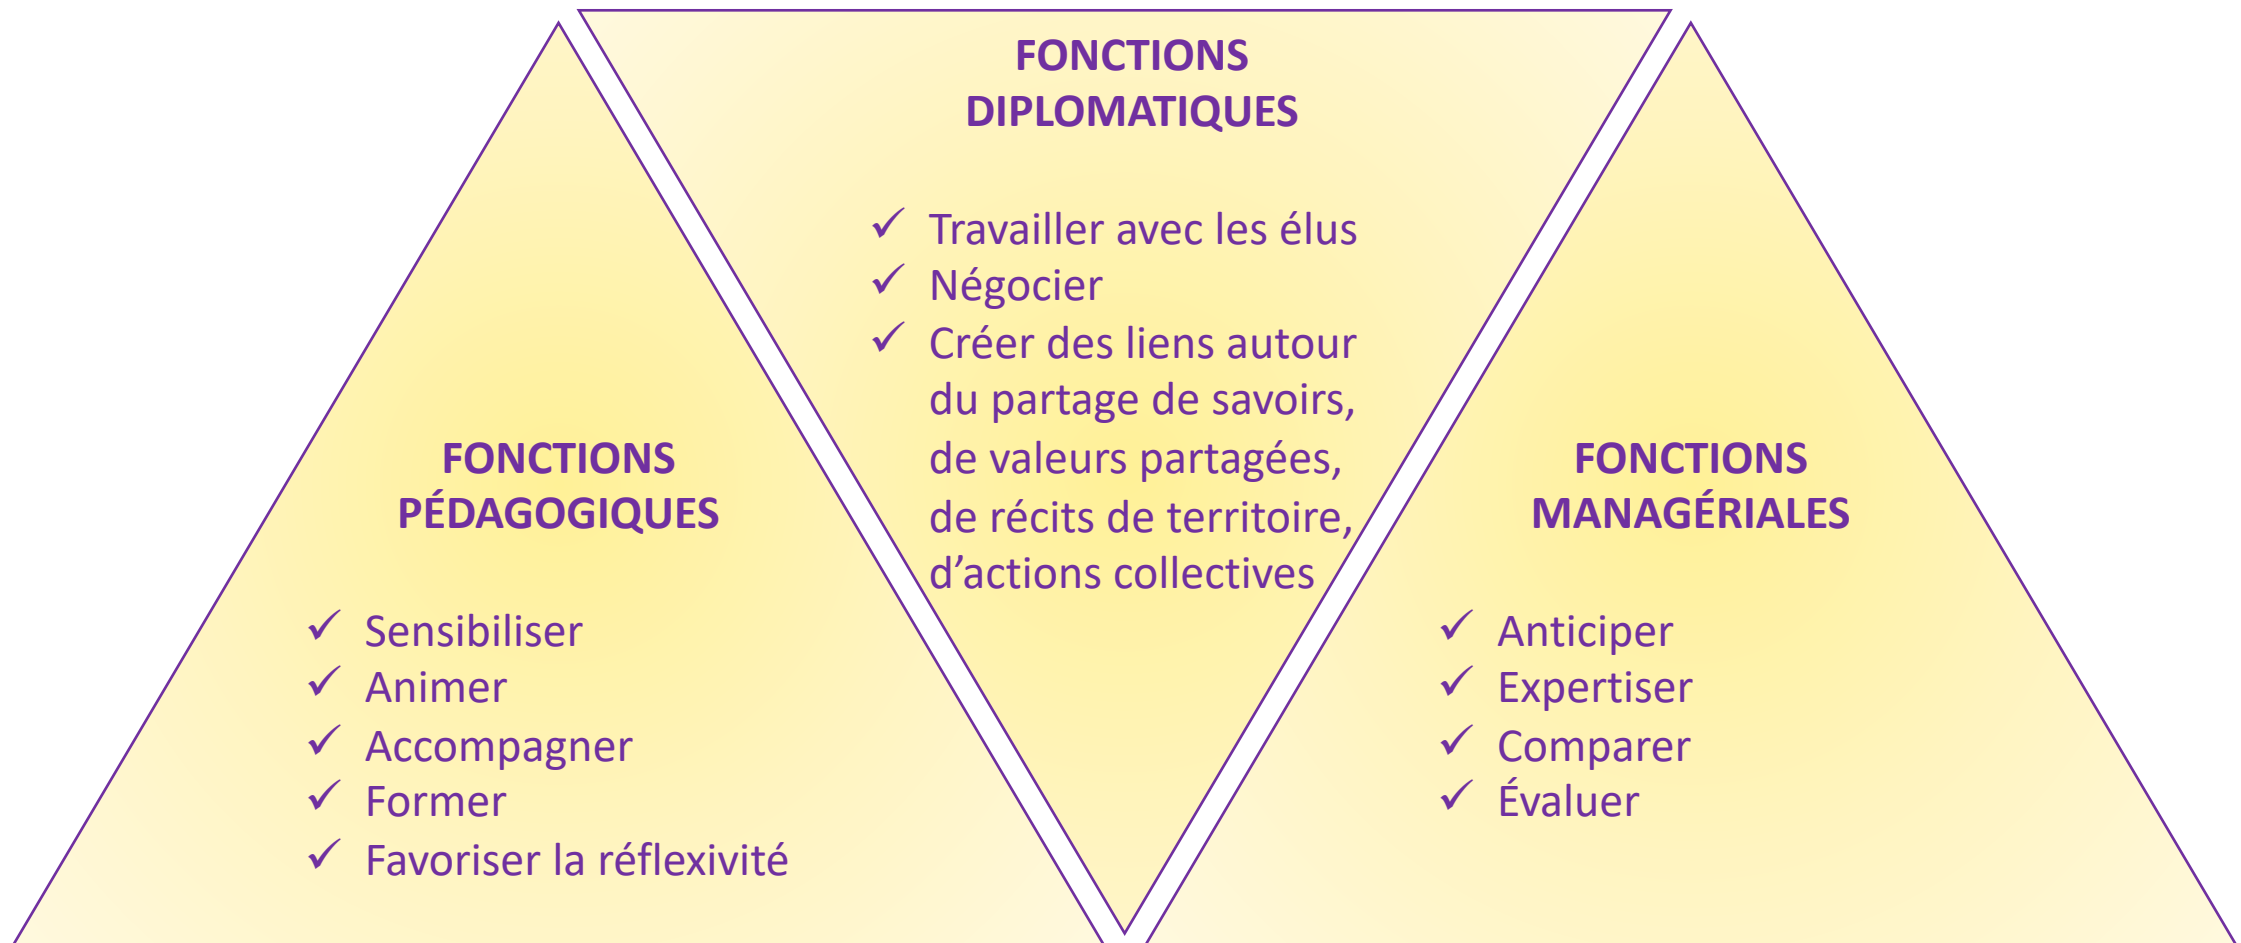 FONCTIONS
PÉDAGOGIQUES
✓ Sensibiliser
✓ Animer
✓ Accompagner
✓ Former
✓ Favoriser la réflexivité
FONCTIONS
DIPLOMATIQUES
✓ Travailler avec les élus
✓ Négocier
✓ Créer des liens autour
du partage de savoirs,
de valeurs partagées,
de récits de territoire,
d’actions collectives
FONCTIONS
MANAGÉRIALES
✓ Anticiper
✓ Expertiser
✓ Comparer
✓ Évaluer